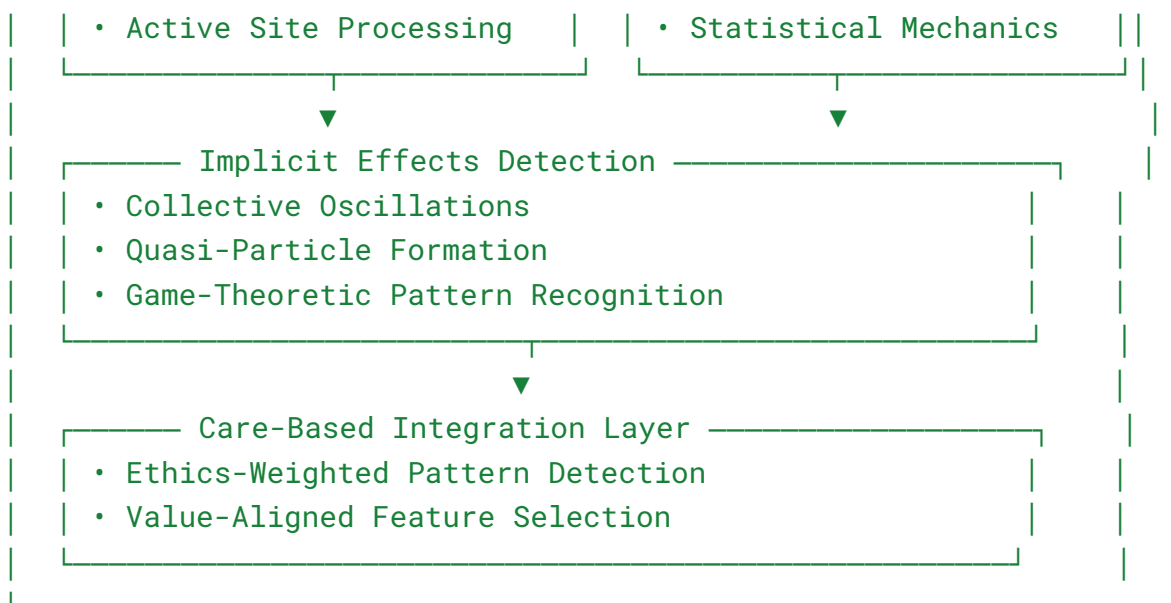 • Active Site Processing • Statistical Mechanics
Implicit Effects Detection
• Collective Oscillations
• Quasi-Particle Formation
• Game-Theoretic Pattern Recognition
Care-Based Integration Layer
• Ethics-Weighted Pattern Detection
• Value-Aligned Feature Selection